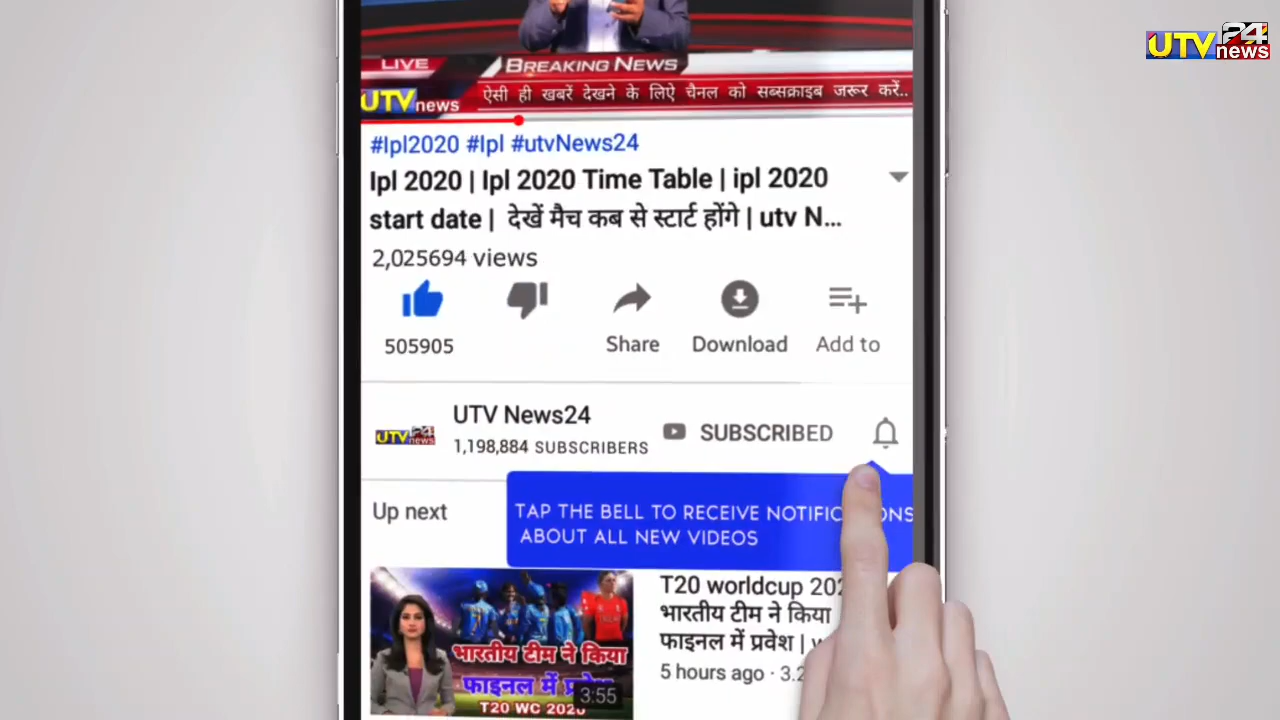 UTV 24 news
LIVE
BREAKING NEWS
UTV news
ऐसी ही खबरें देखने के लिऐ चैनल को सब्सक्राइब जरूर करें..
#Ipl2020 #Ipl #utvNews24
Ipl 2020 | Ipl 2020 Time Table | ipl 2020
start date | देखें मैच कब से स्टार्ट होंगे | utv N...
2,025694 views
505905
Share
Download
Add to
UTV 24 news
UTV News24
1,198,884 SUBSCRIBERS
SUBSCRIBED
TAP THE BELL TO RECEIVE
ABOUT ALL NEW VIDEOS
Up next
भारतीय टीम ने किया
फाइनल में
T20 WC 2020
3:55
T20 worldcup
भारतीय टीम ने किया
फाइनल में प्रवेश |
5 hours ago ·